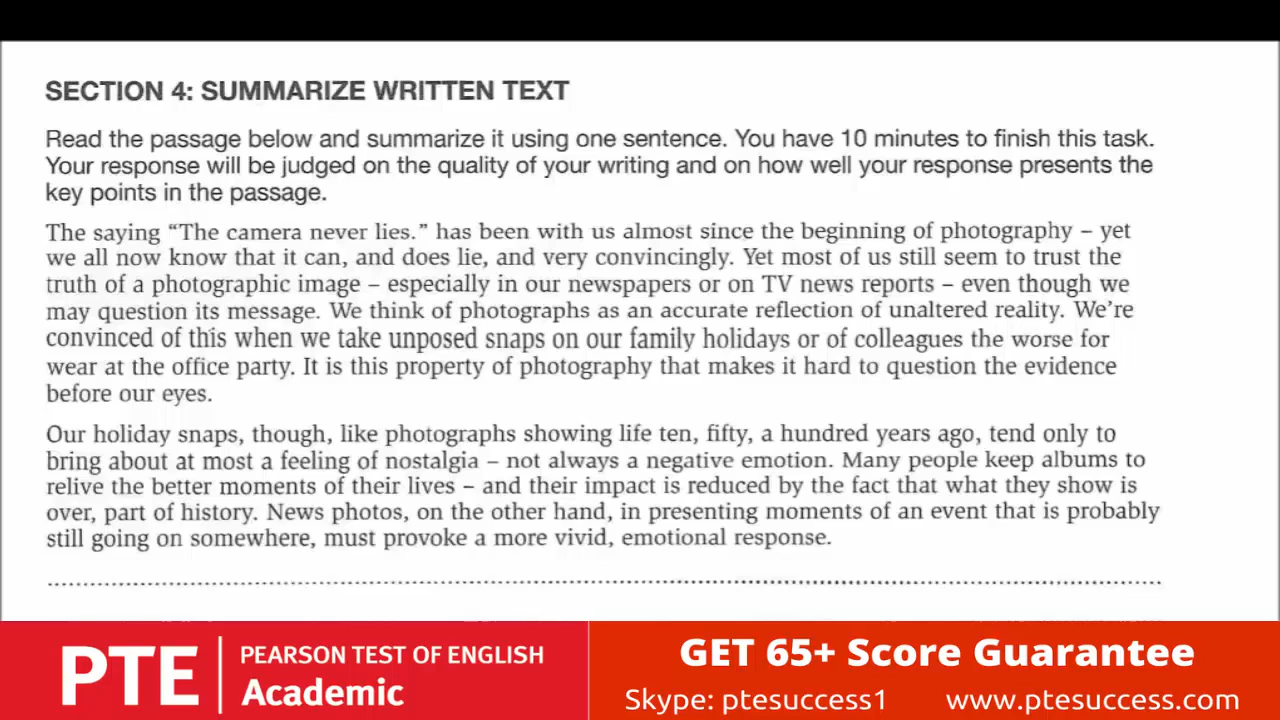 SECTION 4: SUMMARIZE WRITTEN TEXT
Read the passage below and summarize it using one sentence. You have 10 minutes to finish this task.
Your response will be judged on the quality of your writing and on how well your response presents the
key points in the passage.
The saying “The camera never lies.” has been with us almost since the beginning of photography – yet
we all now know that it can, and does lie, and very convincingly. Yet most of us still seem to trust the
truth of a photographic image – especially in our newspapers or on TV news reports – even though we
may question its message. We think of photographs as an accurate reflection of unaltered reality. We’re
convinced of this when we take unposed snaps on our family holidays or of colleagues the worse for
wear at the office party. It is this property of photography that makes it hard to question the evidence
before our eyes.
Our holiday snaps, though, like photographs showing life ten, fifty, a hundred years ago, tend only to
bring about at most a feeling of nostalgia – not always a negative emotion. Many people keep albums to
relive the better moments of their lives – and their impact is reduced by the fact that what they show is
over, part of history. News photos, on the other hand, in presenting moments of an event that is probably
still going on somewhere, must provoke a more vivid, emotional response.
PTE
PEARSON TEST OF ENGLISH
Academic
GET 65+ Score Guarantee
Skype: ptesuccess1 www.ptesuccess.com